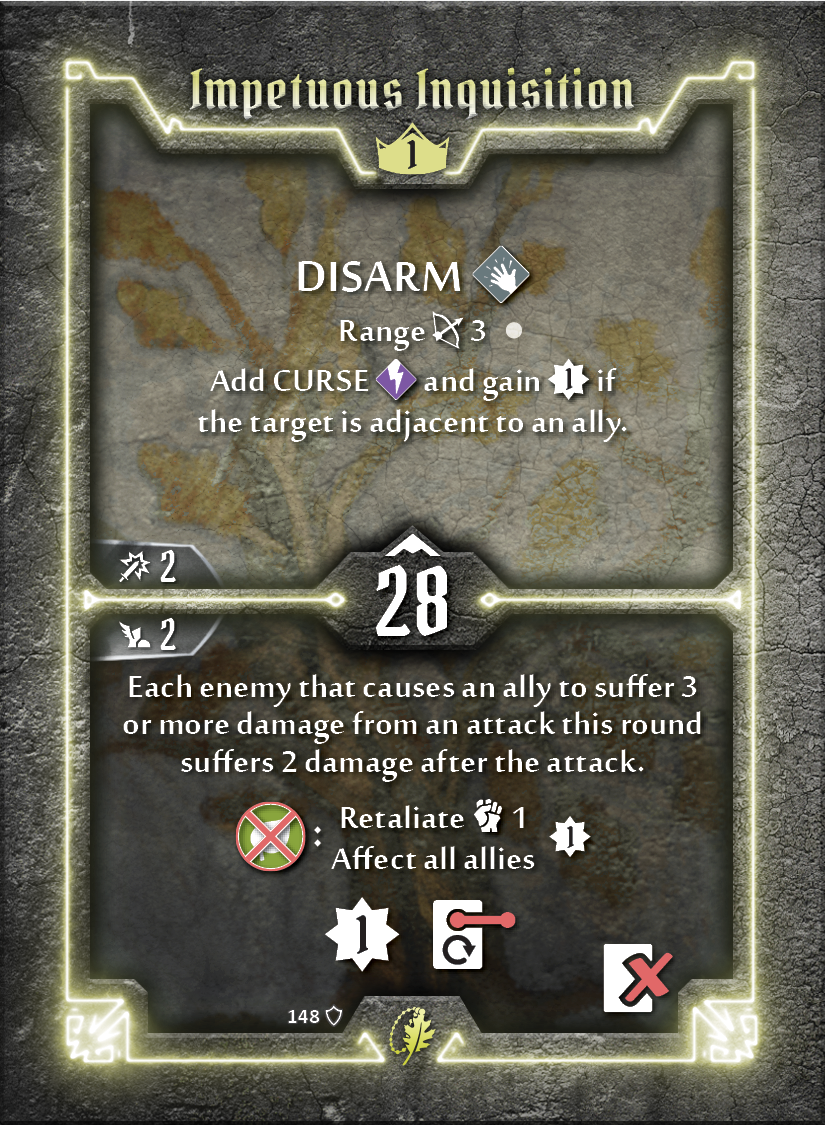 Impetuous Inquisition
1
DISARM
Range 3
Add CURSE and gain 1 if
the target is adjacent to an ally.
2
28
2
Each enemy that causes an ally to suffer 3
or more damage from an attack this round
suffers 2 damage after the attack.
: Retaliate 1
Affect all allies
1
1
148